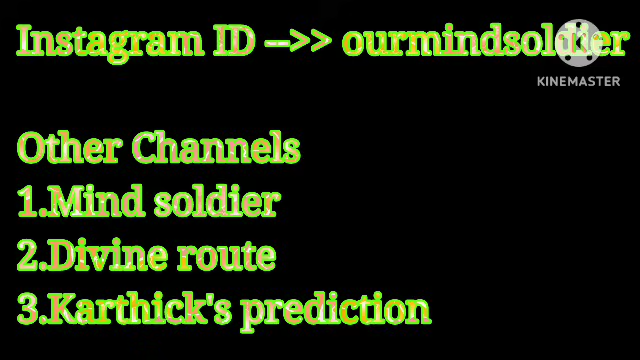 Instagram ID -->> ourmindsoldier
KINEMASTER
Other Channels
1.Mind soldier
2.Divine route
3.Karthick's prediction